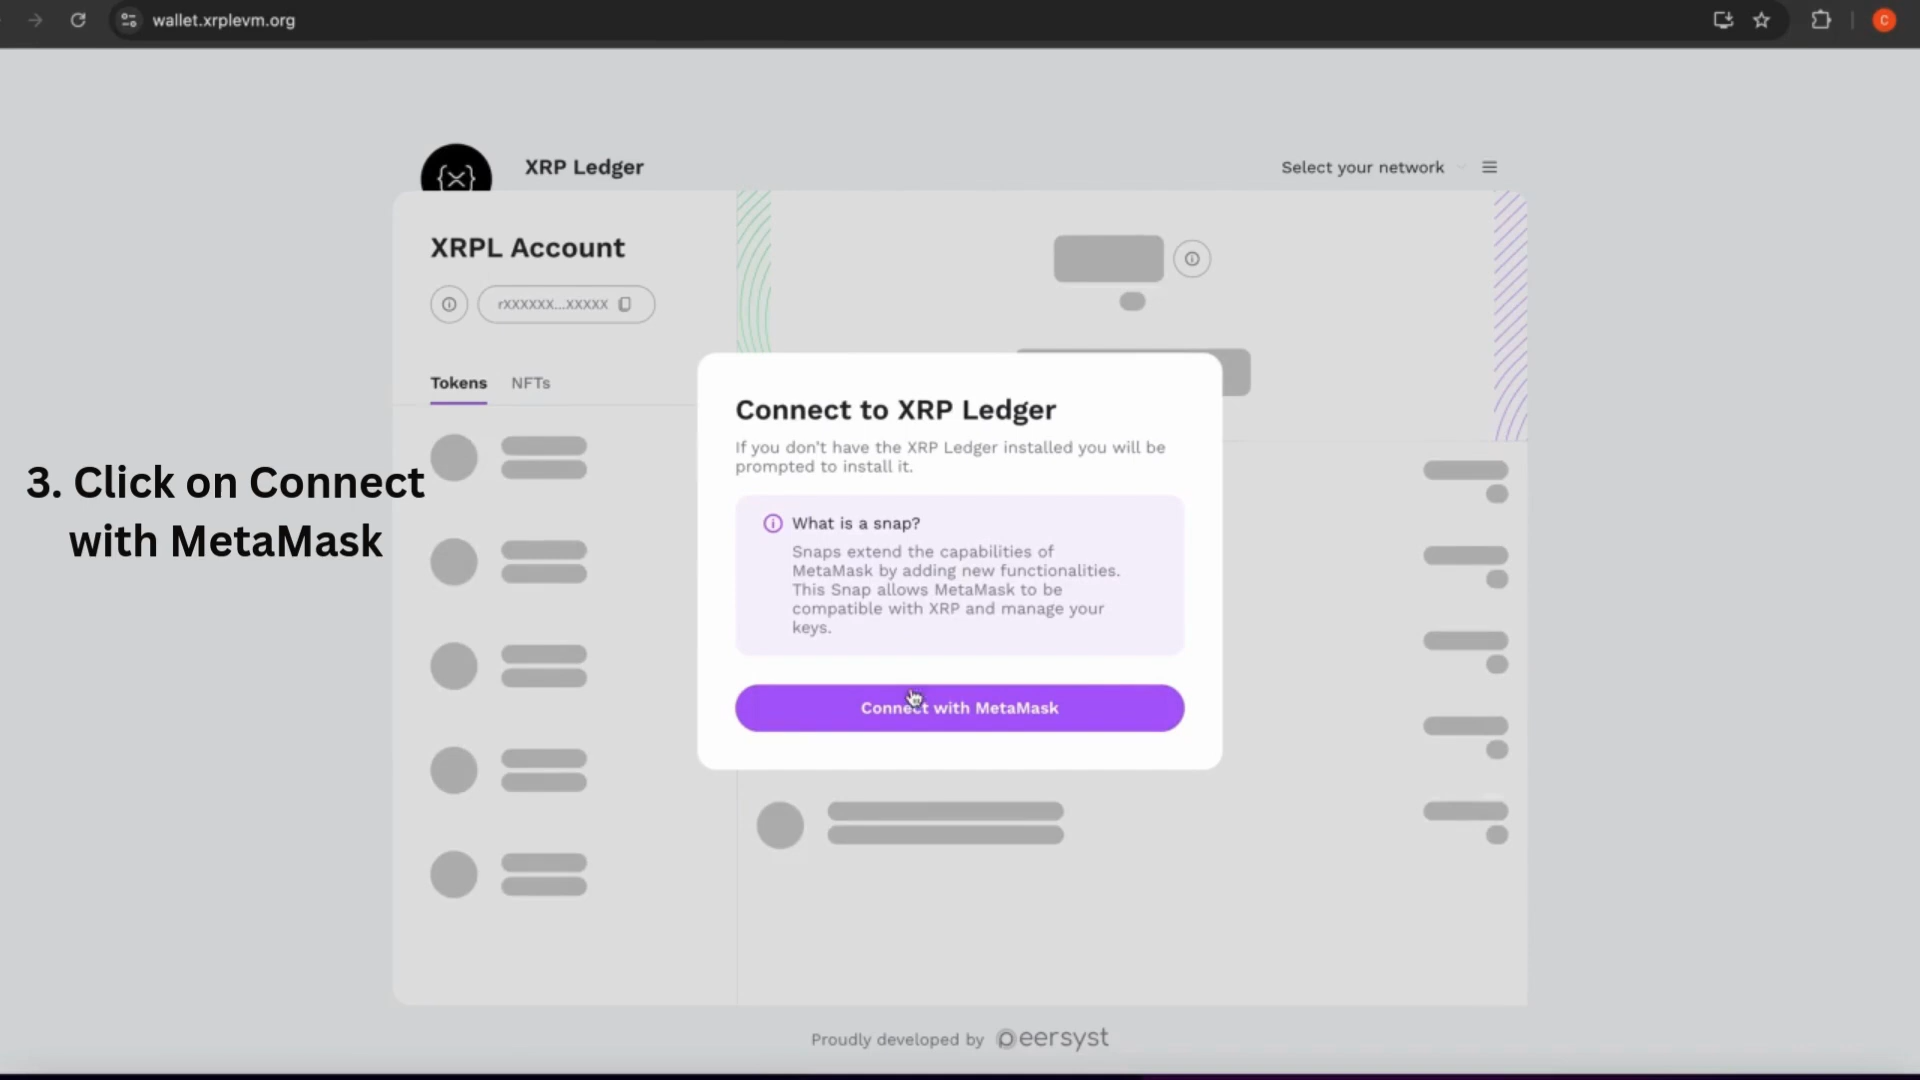 wallet.xrplevm.org
C
{X}
XRP Ledger
Select your network
XRPL Account
rXXXXXX...XXXXX
Tokens
NFTs
3. Click on Connect
with MetaMask
Connect to XRP Ledger
If you don't have the XRP Ledger installed you will be
prompted to install it.
What is a snap?
Snaps extend the capabilities of
MetaMask by adding new functionalities.
This Snap allows MetaMask to be
compatible with XRP and manage your
keys.
Connect with MetaMask
Proudly developed by peersyst